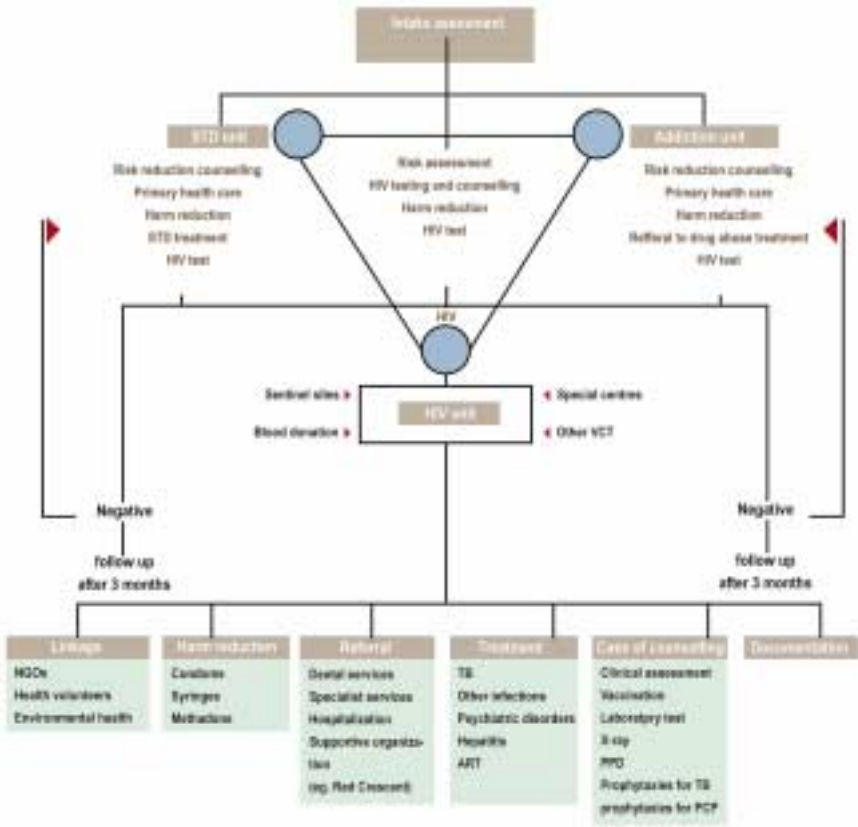 Intake assessment
STD unit
Addiction unit
Risk reduction counselling
Primary health care
Harm reduction
STD treatment
HIV test
Risk assessment
HIV testing and counselling
Harm reduction
HIV test
Risk reduction counselling
Primary health care
Harm reduction
Refferal to drug abuse treatment
HIV test
HIV
Sentinel sites
Special centres
HIV unit
Blood donation
Other VCT
Negative
follow up
after 3 months
Negative
follow up
after 3 months
Linkage
NGOs
Health volunteers
Environmental health
Harm reduction
Condoms
Syringes
Methadone
Referral
Dental services
Specialist services
Hospitalization
Supportive organiza-
tion
(eg. Red Crescent)
Treatment
TB
Other infections
Psychiatric disorders
Hepatitis
ART
Case of counselling
Clinical assessment
Vaccination
Laboratpry test
X-ray
PPD
Prophytaxies for TB
prophytaxies for PCP
Documentation